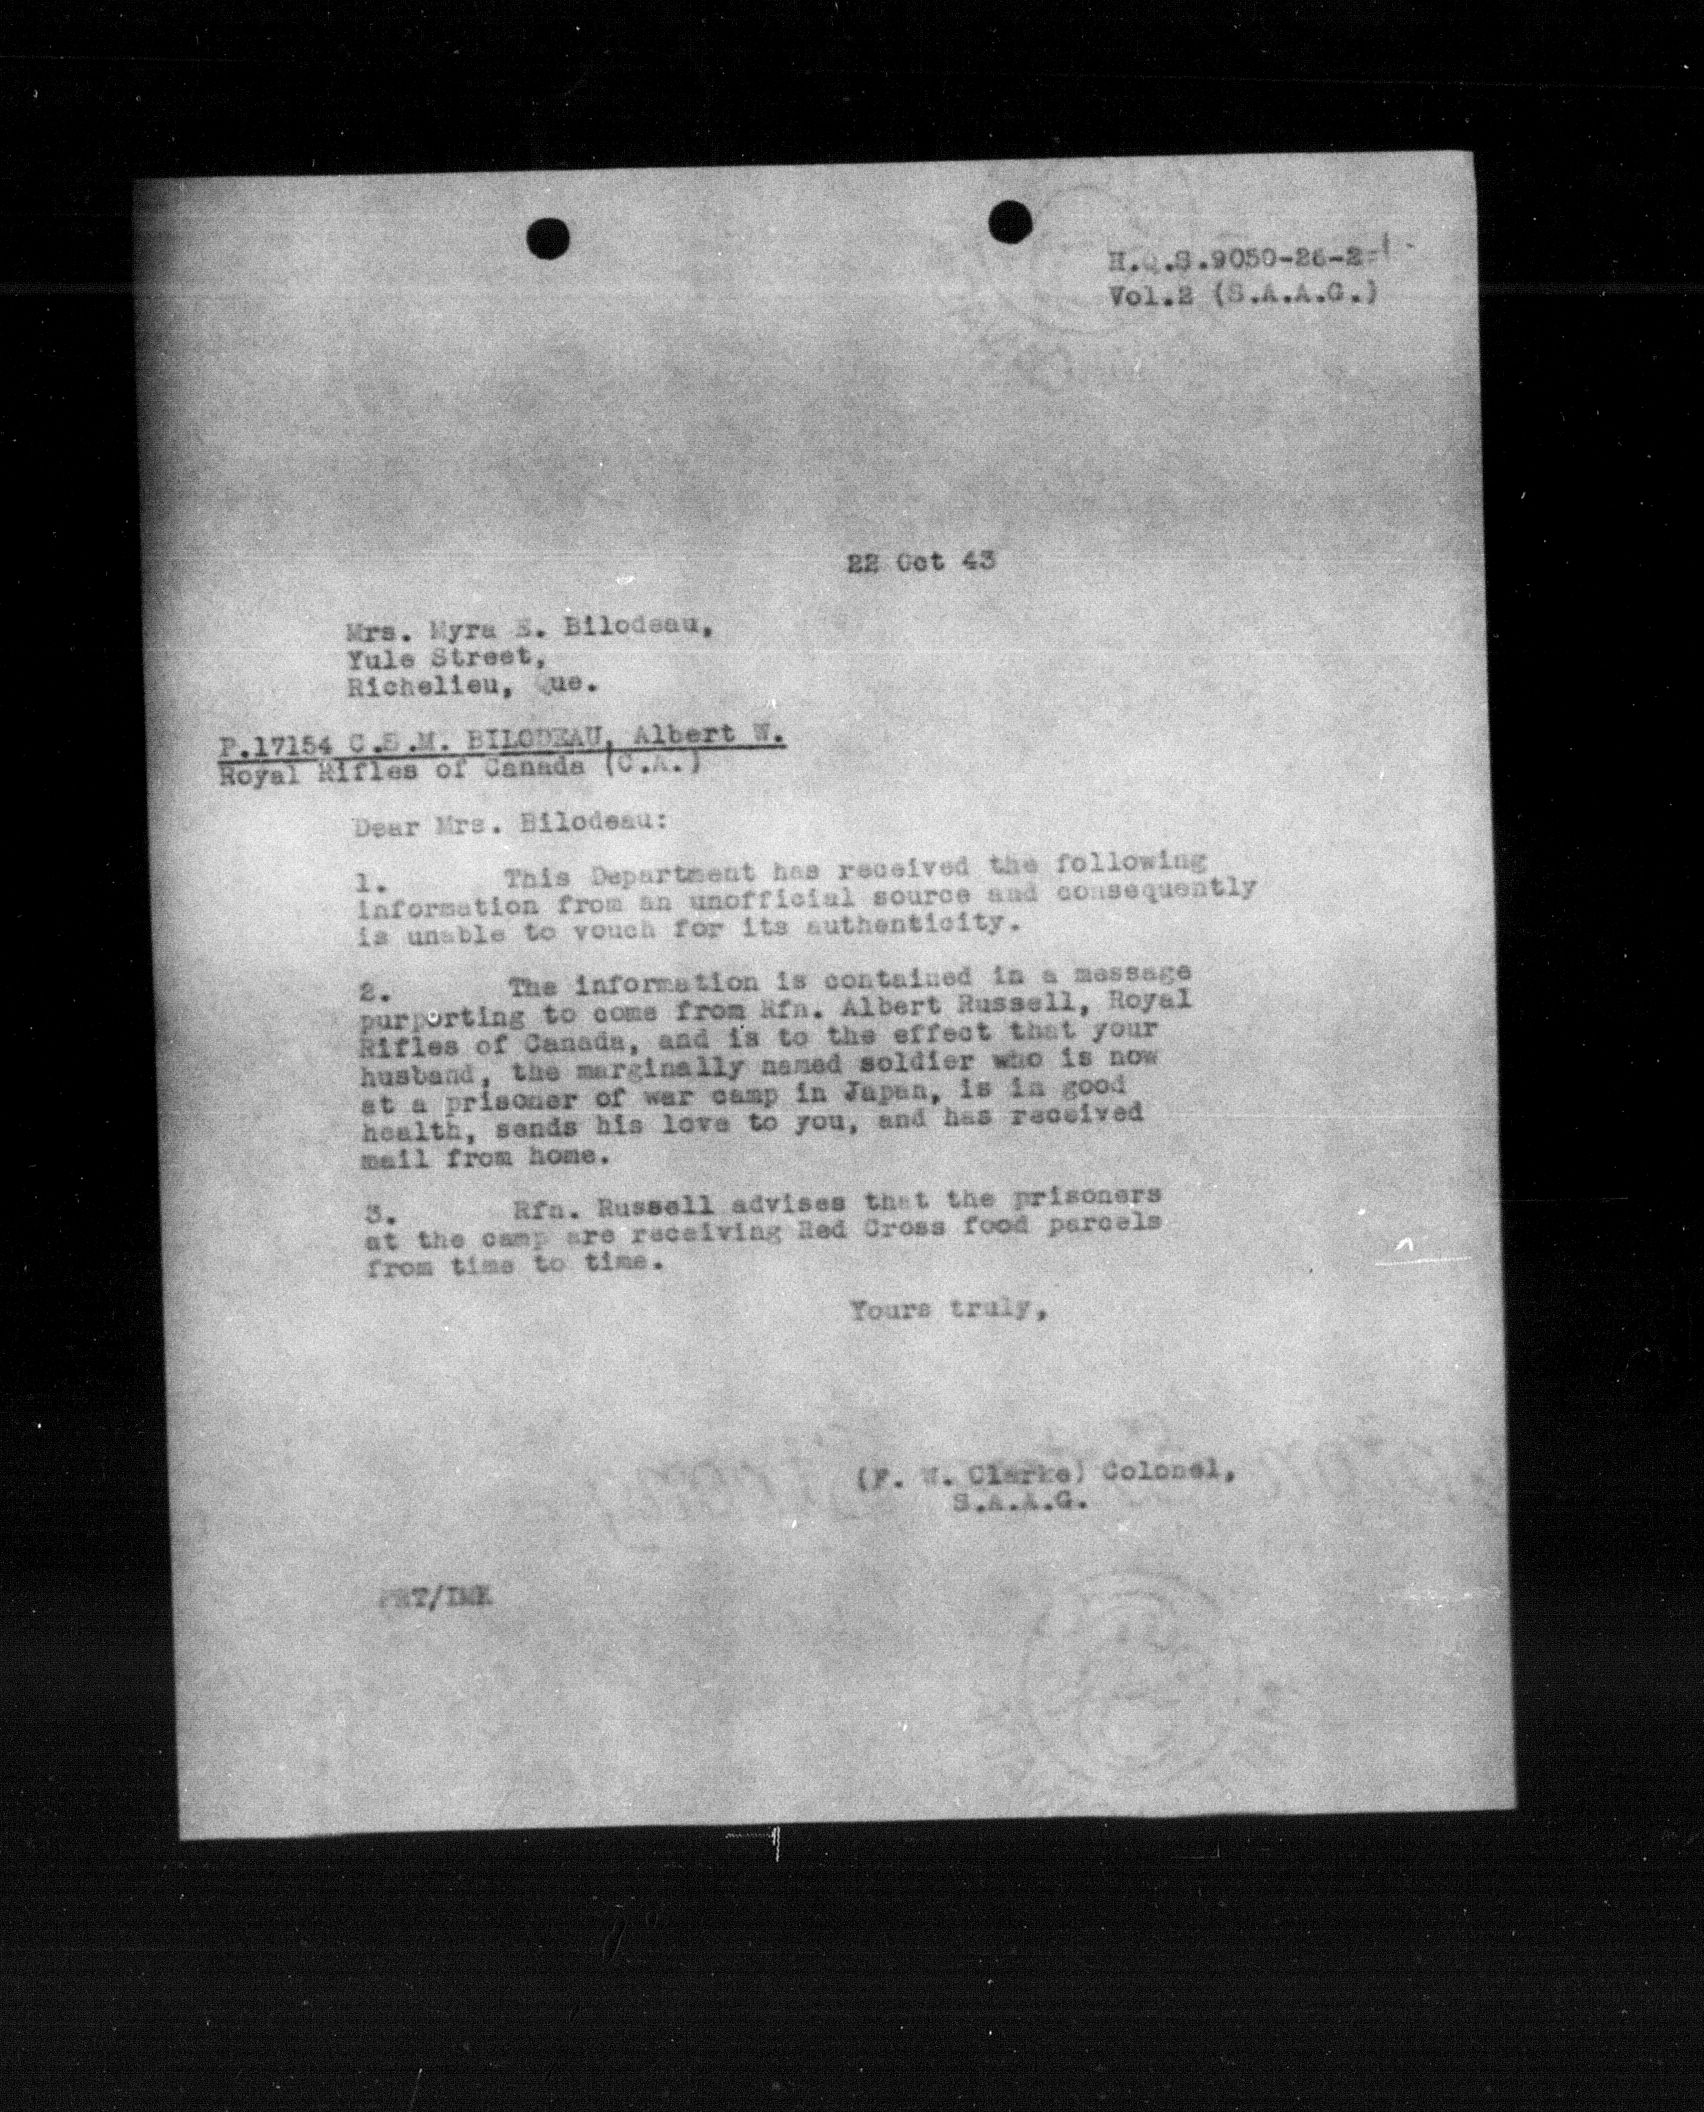 H.Q.S.9050-26-2-1
Vol.2 (S.A.A.G.)
22 Oct 43
Mrs. Myra E. Bilodeau,
Yule Street,
Richelieu, Que.
P.17154 C.S.M. BILODEAU, Albert W.
Royal Rifles of Canada (C.A.)
Dear Mrs. Bilodeau:
1. This Department has received the following
information from an unofficial source and consequently
is unable to vouch for its authenticity.
2. The information is contained in a message
purporting to come from Rfn. Albert Russell, Royal
Rifles of Canada, and is to the effect that your
husband, the marginally named soldier who is now
at a prisoner of war camp in Japan, is in good
health, sends his love to you, and has received
mail from home.
3. Rfn. Russell advises that the prisoners
at the camp are receiving Red Cross food parcels
from time to time.
Yours truly,
(F. W. Clarke) Colonel,
S.A.A.G.